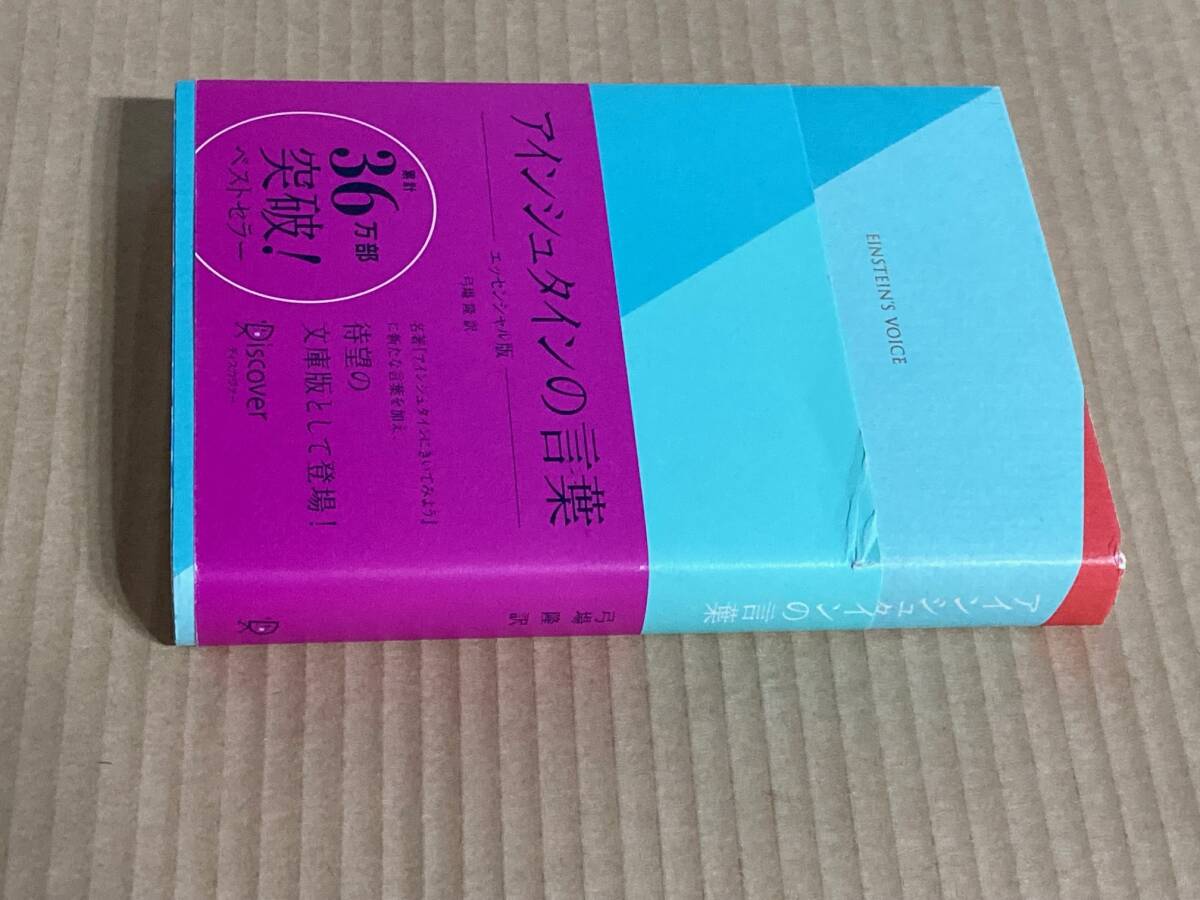 EINSTEIN'S VOICE
アインシュタインの言葉
エッセンシャル版
弓場 隆 訳
名著『アインシュタインにきいてみよう』
に新たな言葉を加え、
待望の
文庫版として登場!
累計
36万部
突破!
ベストセラー
Discover
ディスカヴァー
アインシュタインの言葉
弓場 隆 訳